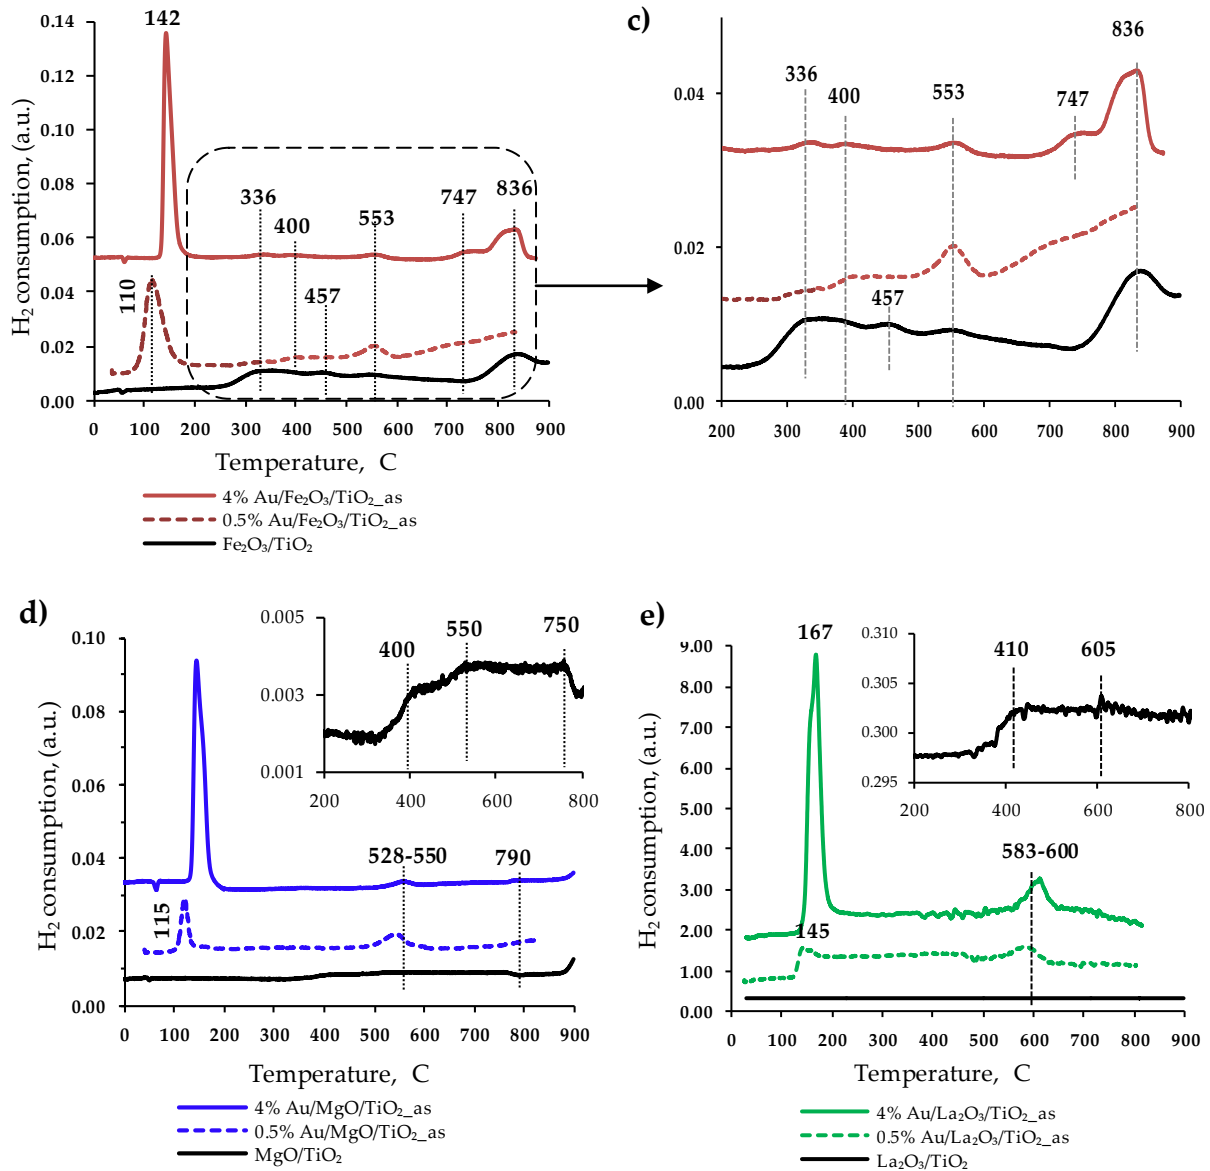 0.14
142
0.12
0.10
0.08
0.06
0.04
0.02
0.00
336
400
553
747
836
110
457
0 100 200 300 400 500 600 700 800 900
H₂ consumption, (a.u.)
Temperature, C
4% Au/Fe₂O₃/TiO₂_as
0.5% Au/Fe₂O₃/TiO₂_as
Fe₂O₃/TiO₂
c)
836
336
400
553
747
457
0.04
0.02
0.00
200 300 400 500 600 700 800 900
d)
0.10
0.08
0.06
0.04
0.02
0.00
H₂ consumption, (a.u.)
0.005
0.003
0.001
400
550
750
200 400 600 800
528-550
790
115
0 100 200 300 400 500 600 700 800 900
Temperature, C
4% Au/MgO/TiO₂_as
0.5% Au/MgO/TiO₂_as
MgO/TiO₂
e)
9.00
8.00
7.00
6.00
5.00
4.00
3.00
2.00
1.00
0.00
H₂ consumption, (a.u.)
167
0.310
0.305
0.300
0.295
410
605
200 400 600 800
583-600
145
0 100 200 300 400 500 600 700 800 900
Temperature, C
4% Au/La₂O₃/TiO₂_as
0.5% Au/La₂O₃/TiO₂_as
La₂O₃/TiO₂